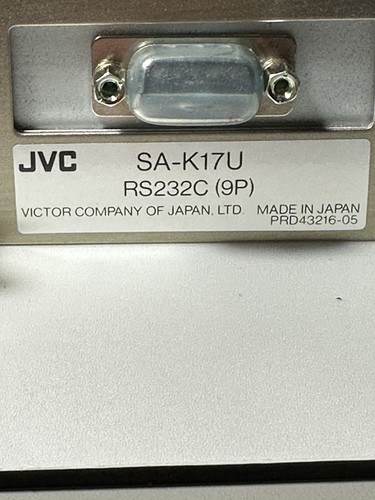 JVC SA-K17U
RS232C (9P)
VICTOR COMPANY OF JAPAN, LTD. MADE IN JAPAN
PRD43216-05